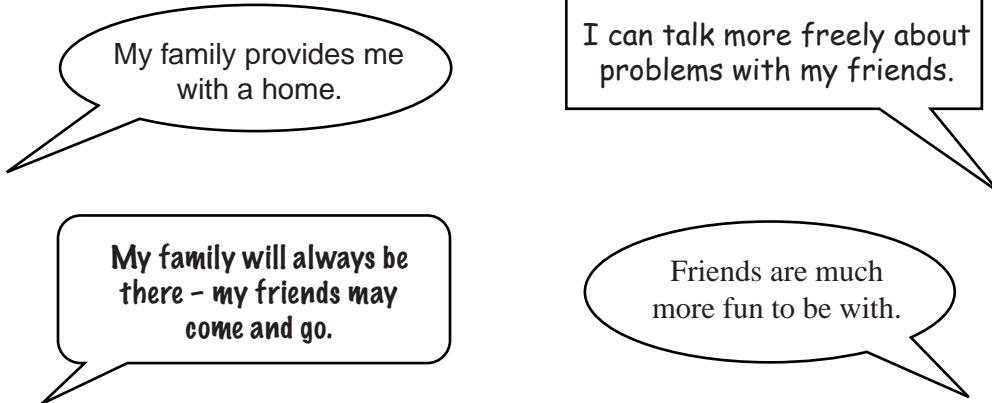 My family provides me
with a home.
I can talk more freely about
problems with my friends.
My family will always be
there – my friends may
come and go.
Friends are much
more fun to be with.